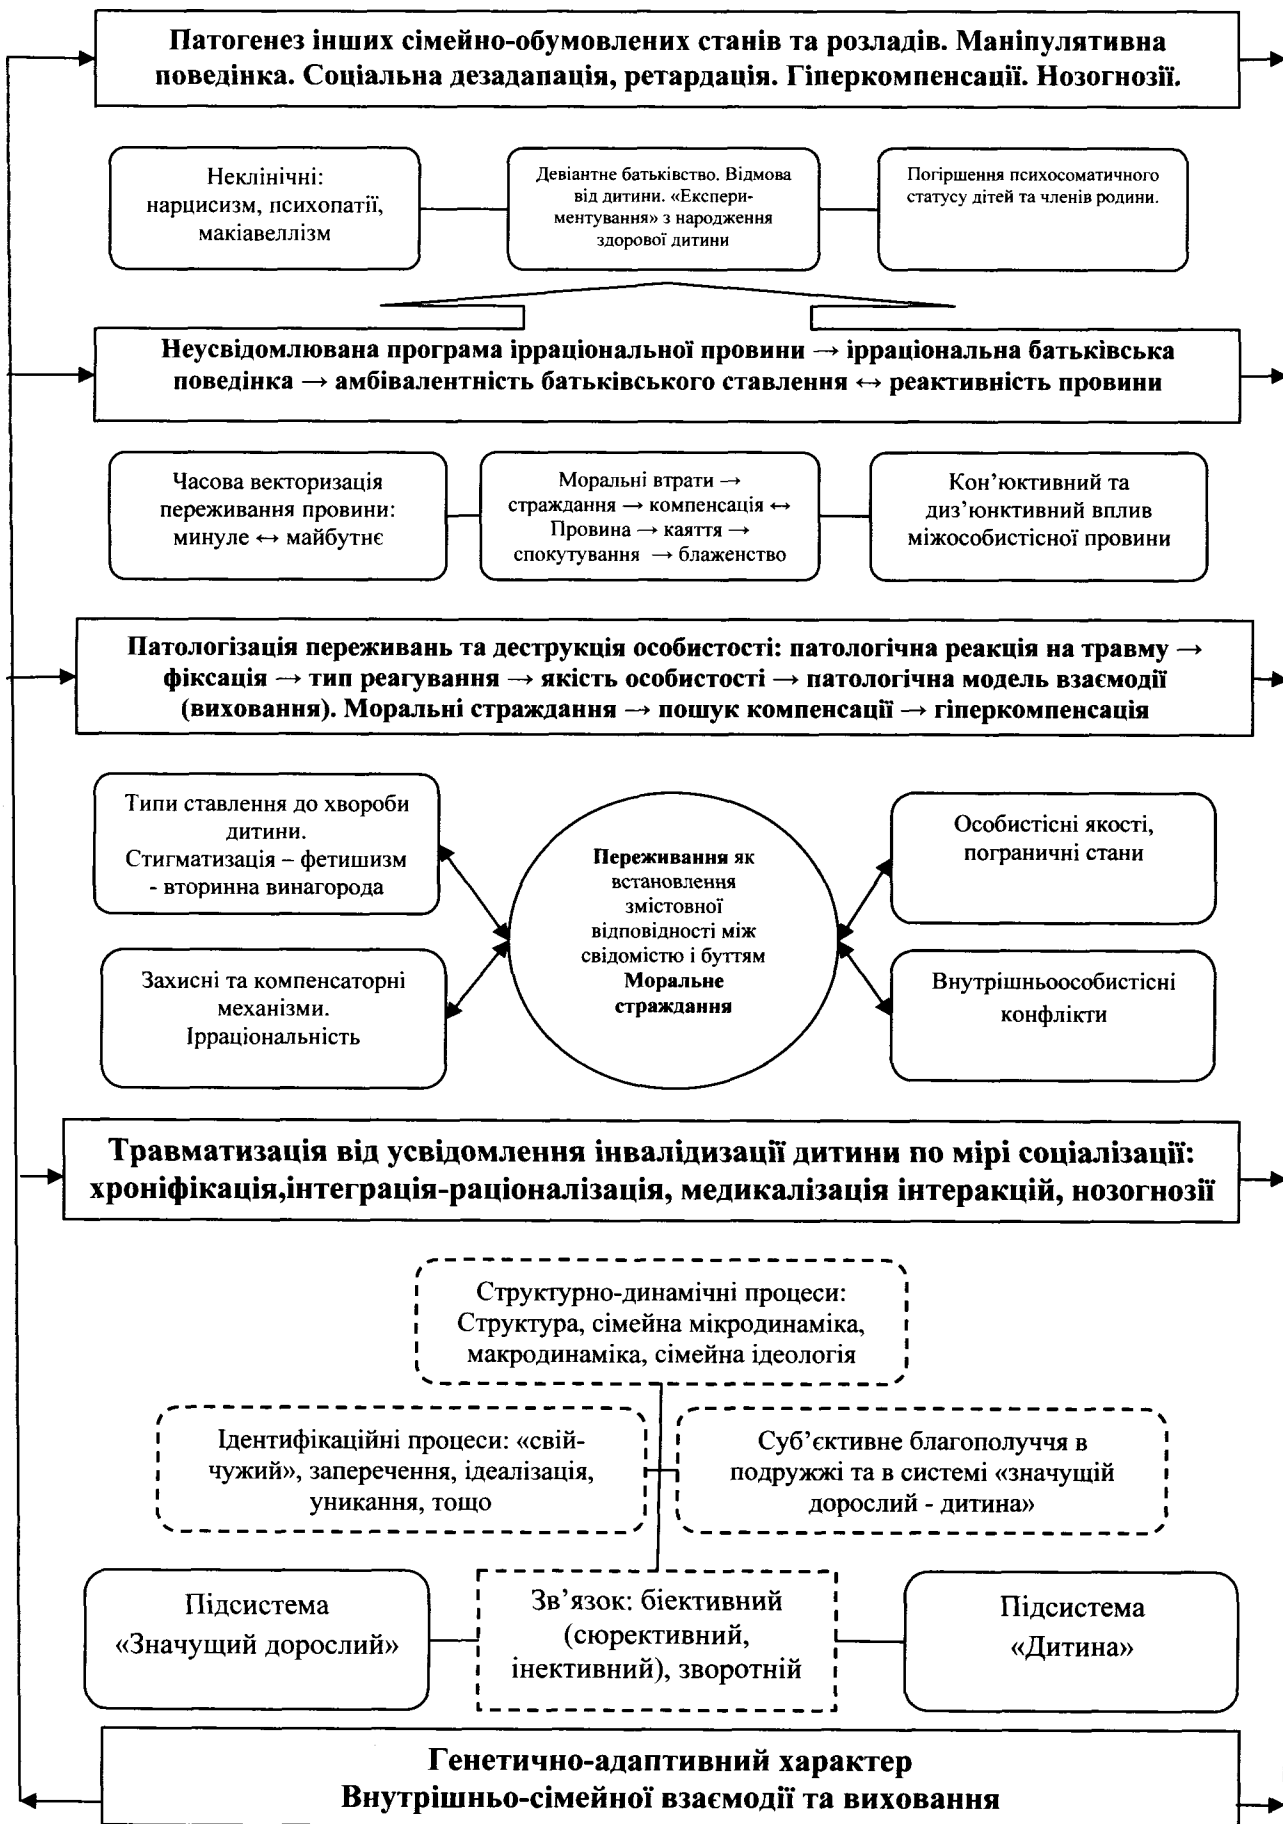 Патогенез інших сімейно-обумовлених станів та розладів. Маніпулятивна
поведінка. Соціальна дезадапація, ретардація. Гіперкомпенсації. Нозогнозії.
Неклінічні:
нарцисизм, психопатії,
макіавеллізм
Девіантне батьківство. Відмова
від дитини. «Експери-
ментування» з народження
здорової дитини
Погіршення психосоматичного
статусу дітей та членів родини.
Неусвідомлювана програма ірраціональної провини → ірраціональна батьківська
поведінка → амбівалентність батьківського ставлення ↔ реактивність провини
Часова векторизація
переживання провини:
минуле ↔ майбутнє
Моральні втрати →
страждання → компенсація ↔
Провина → каяття →
спокутування → блаженство
Кон’юктивний та
диз’юнктивний вплив
міжособистісної провини
Патологізація переживань та деструкція особистості: патологічна реакція на травму →
фіксація → тип реагування → якість особистості → патологічна модель взаємодії
(виховання). Моральні страждання → пошук компенсації → гіперкомпенсація
Типи ставлення до хвороби
дитини.
Стигматизація – фетишизм
- вторинна винагорода
Захисні та компенсаторні
механізми.
Ірраціональність
Переживання як
встановлення
змістовної
відповідності між
свідомістю і буттям
Моральне
страждання
Особистісні якості,
пограничні стани
Внутрішньоособистісні
конфлікти
Травматизація від усвідомлення інвалідизації дитини по мірі соціалізації:
хроніфікація,інтеграція-раціоналізація, медикалізація інтеракцій, нозогнозії
Структурно-динамічні процеси:
Структура, сімейна мікродинаміка,
макродинаміка, сімейна ідеологія
Ідентифікаційні процеси: «свій-
чужий», заперечення, ідеалізація,
уникання, тощо
Суб’єктивне благополуччя в
подружжі та в системі «значущій
дорослий - дитина»
Підсистема
«Значущий дорослий»
Зв’язок: біективний
(сюрективний,
інективний), зворотній
Підсистема
«Дитина»
Генетично-адаптивний характер
Внутрішньо-сімейної взаємодії та виховання